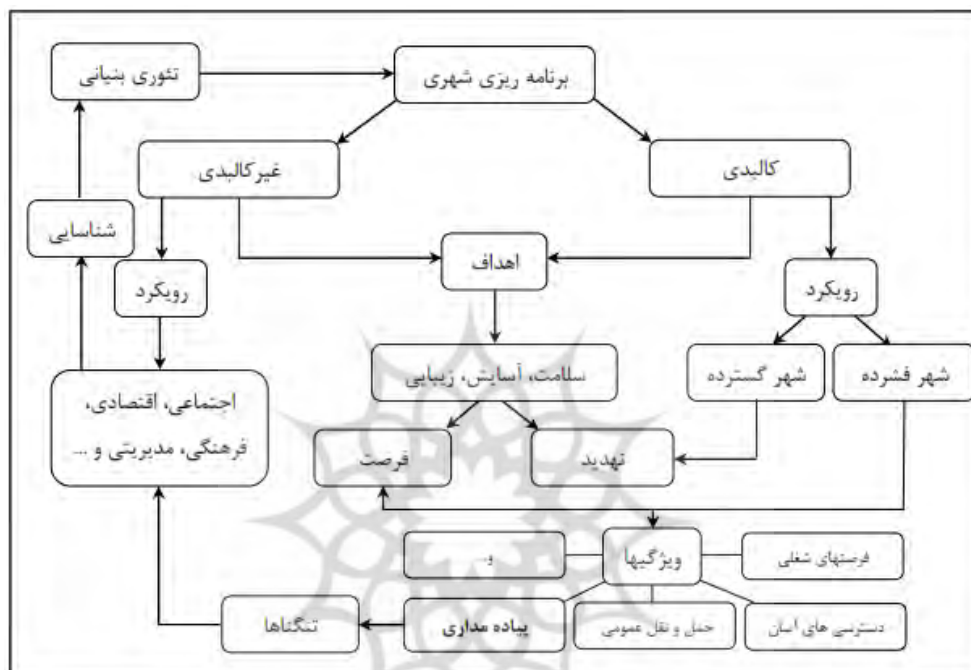 برنامه ریزی شهری
تئوری بنیانی
کالبدی
غیرکالبدی
شناسایی
اهداف
رویکرد
رویکرد
سلامت، آسایش، زیبایی
شهر فشرده
شهر گسترده
اجتماعی، اقتصادی،
فرهنگی، مدیریتی و ...
تهدید
فرصت
ویژگیها
فرصتهای شغلی
و...
دسترسی های آسان
حمل و نقل عمومی
پیاده مداری
تنگناها